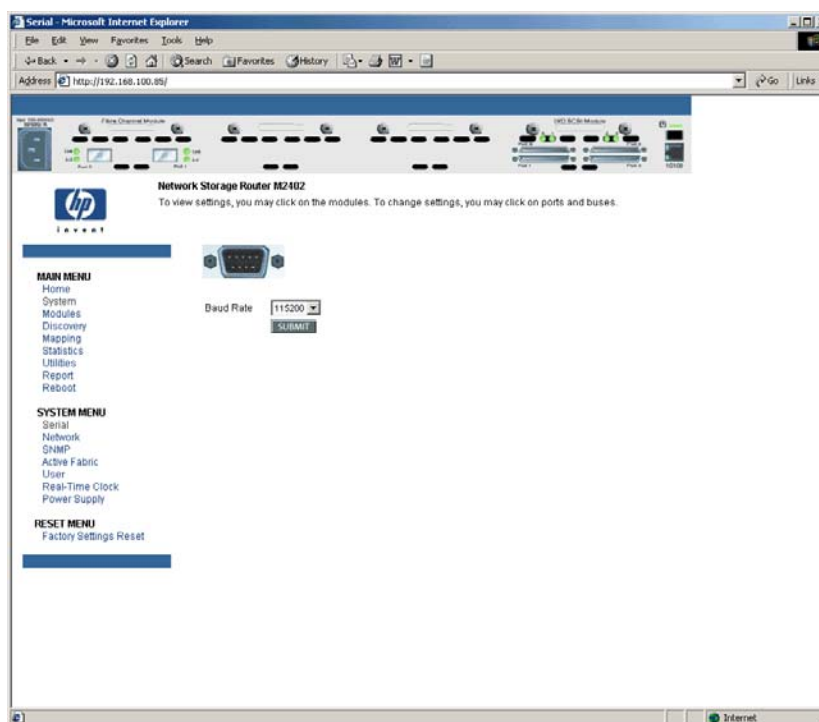 Serial - Microsoft Internet Explorer
File Edit View Favorites Tools Help
Back Search Favorites History
Address http://192.168.100.85/ Go Links
Fibre Channel Module
LVD SCSI Module
hp
invent
Network Storage Router M2402
To view settings, you may click on the modules. To change settings, you may click on ports and buses.
MAIN MENU
Home
System
Modules
Discovery
Mapping
Statistics
Utilities
Report
Reboot
Baud Rate 115200
SUBMIT
SYSTEM MENU
Serial
Network
SNMP
Active Fabric
User
Real-Time Clock
Power Supply
RESET MENU
Factory Settings Reset
Internet